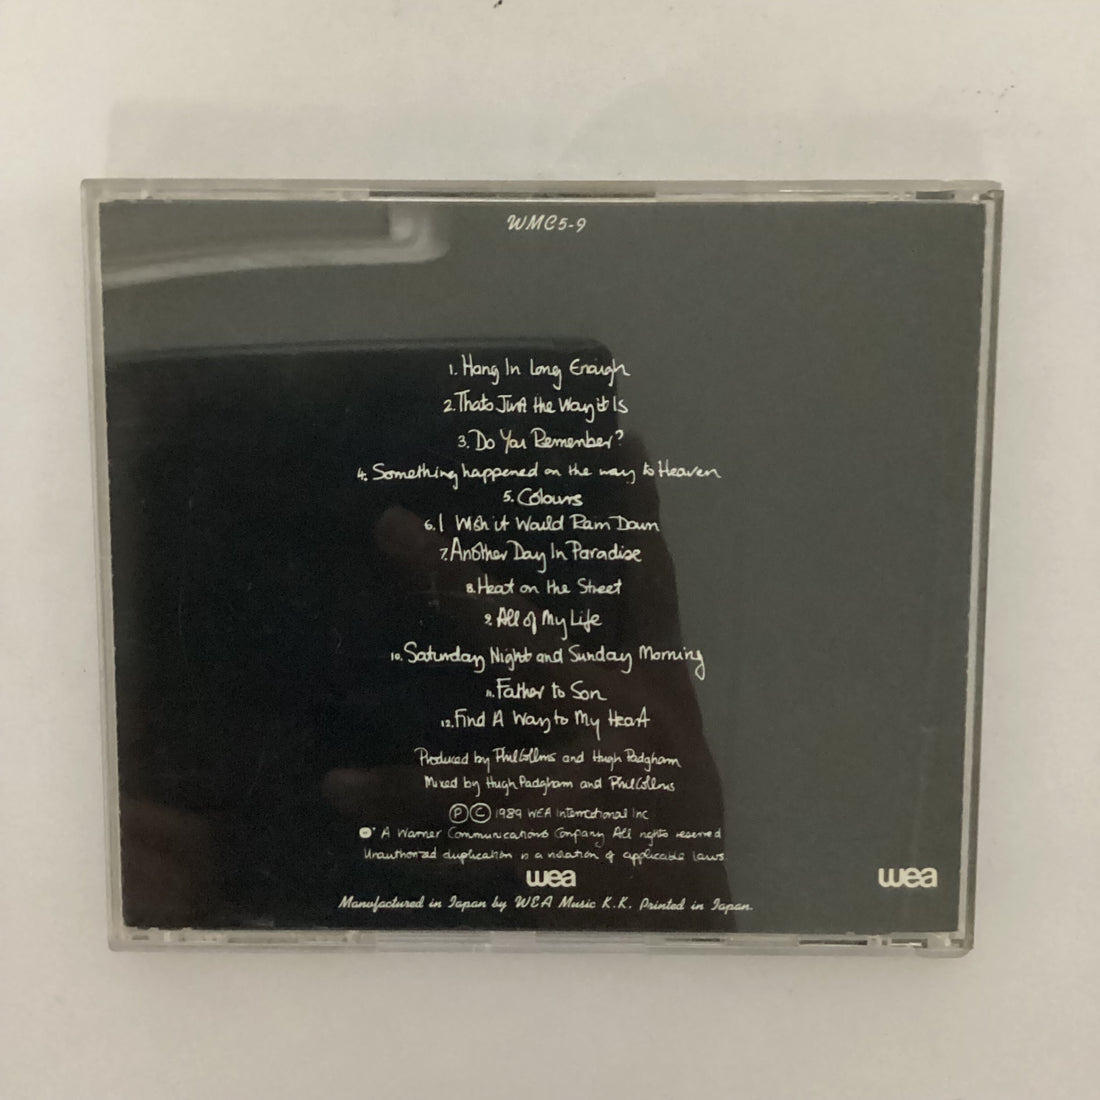 WMC5-9
1. Hang In Long Enough
2. Thats Just the Way it Is
3. Do You Remember?
4. Something happened on the way to Heaven
5. Colours
6. I Wish it Would Rain Down
7. Another Day In Paradise
8. Heat on the Street
9. All of My Life
10. Saturday Night and Sunday Morning
11. Father to Son
12. Find A Way to My Heart
Produced by Phil Collins and Hugh Padgham
Mixed by Hugh Padgham and Phil Collins
Ⓟ © 1989 WEA International Inc
A Warner Communications Company All rights reserved
Unauthorized duplication is a violation of applicable laws
wea
wea
Manufactured in Japan by WEA Music K.K. Printed in Japan.